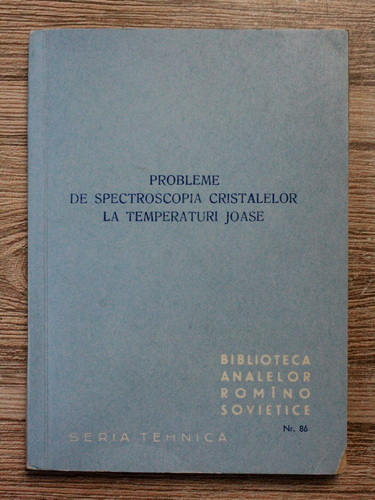 PROBLEME
DE SPECTROSCOPIA CRISTALELOR
LA TEMPERATURI JOASE
BIBLIOTECA
ANALELOR
ROMÎNO
SOVIETICE
Nr. 86
SERIA TEHNICA